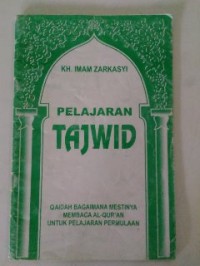 KH. IMAM ZARKASYI
PELAJARAN
TAJWID
QAIDAH BAGAIMANA MESTINYA
MEMBACA AL-QUR'AN
UNTUK PELAJARAN PERMULAAN